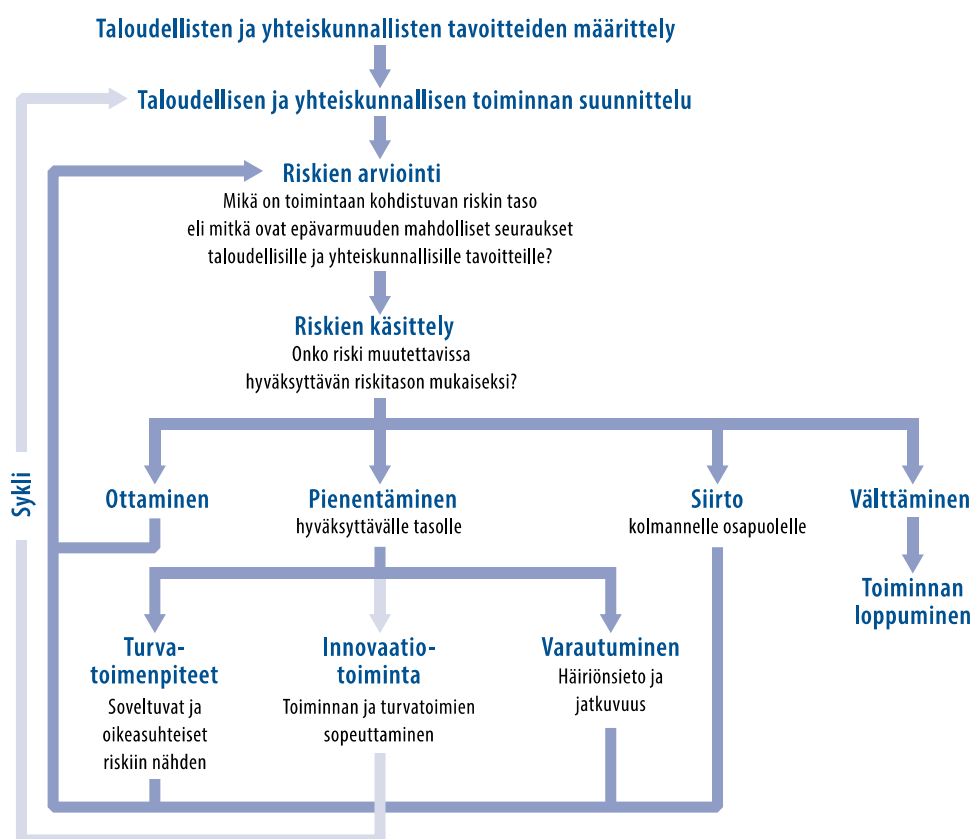 Taloudellisten ja yhteiskunnallisten tavoitteiden määrittely
Taloudellisen ja yhteiskunnallisen toiminnan suunnittelu
Riskien arviointi
Mikä on toimintaan kohdistuvan riskin taso
eli mitkä ovat epävarmuuden mahdolliset seuraukset
taloudellisille ja yhteiskunnallisille tavoitteille?
Riskien käsittely
Onko riski muutettavissa
hyväksyttävän riskitason mukaiseksi?
Sykli
Ottaminen
Pienentäminen
hyväksyttävälle tasolle
Siirto
kolmannelle osapuolelle
Välttäminen
Toiminnan
loppuminen
Turva-
toimenpiteet
Soveltuvat ja
oikeasuhteiset
riskiin nähden
Innovaatio-
toiminta
Toiminnan ja turvatoimien
sopeuttaminen
Varautuminen
Häiriönsieto ja
jatkuvuus